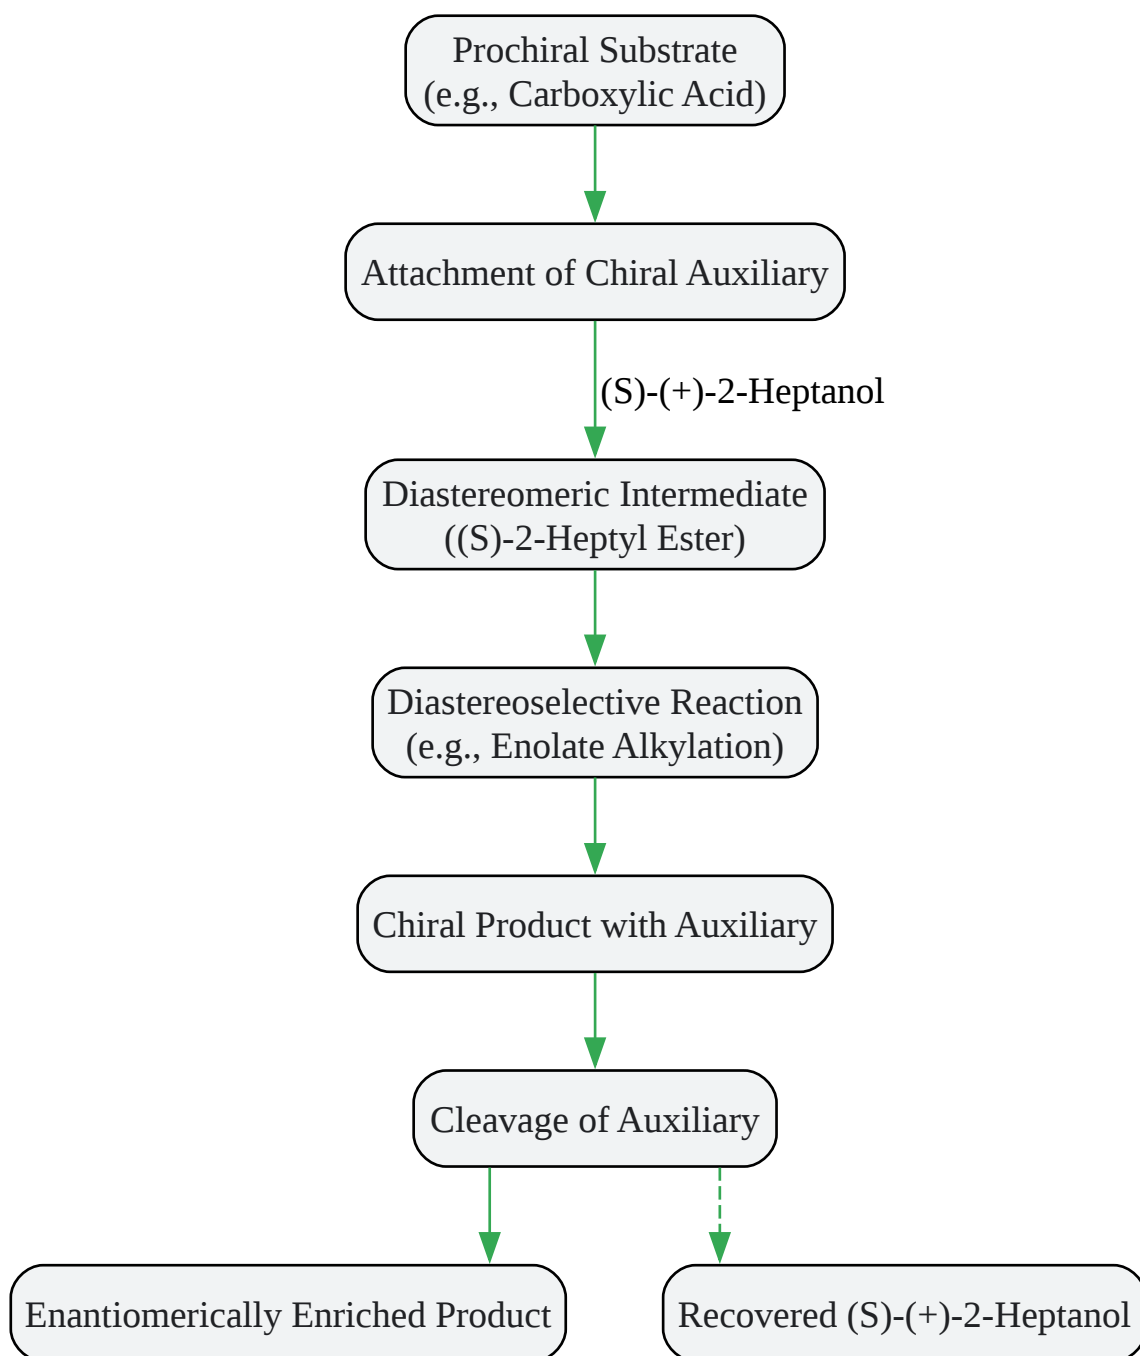 Prochiral Substrate
(e.g., Carboxylic Acid)
Attachment of Chiral Auxiliary
(S)-(+)-2-Heptanol
Diastereomeric Intermediate
((S)-2-Heptyl Ester)
Diastereoselective Reaction
(e.g., Enolate Alkylation)
Chiral Product with Auxiliary
Cleavage of Auxiliary
Enantiomerically Enriched Product
Recovered (S)-(+)-2-Heptanol